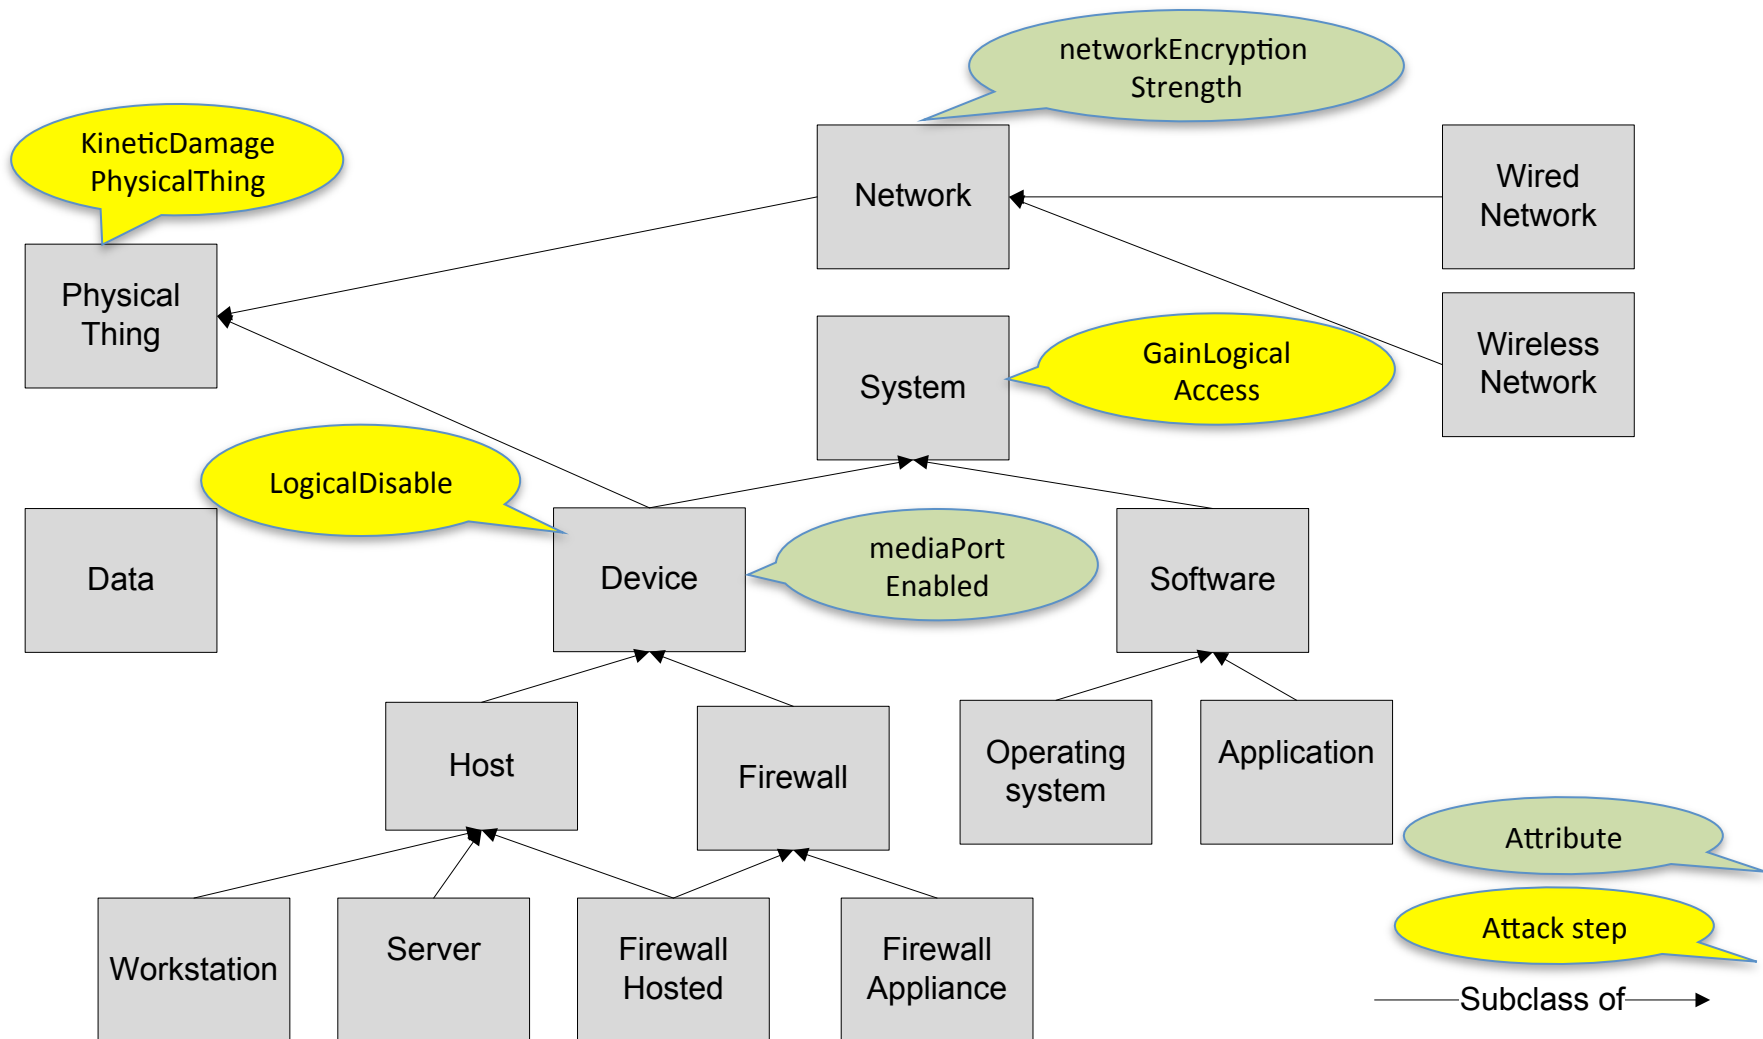 networkEncryption
Strength
KineticDamage
PhysicalThing
Network
Wired
Network
Physical
Thing
System
GainLogical
Access
Wireless
Network
LogicalDisable
Data
Device
mediaPort
Enabled
Software
Host
Firewall
Operating
system
Application
Attribute
Workstation
Server
Firewall
Hosted
Firewall
Appliance
Attack step
Subclass of